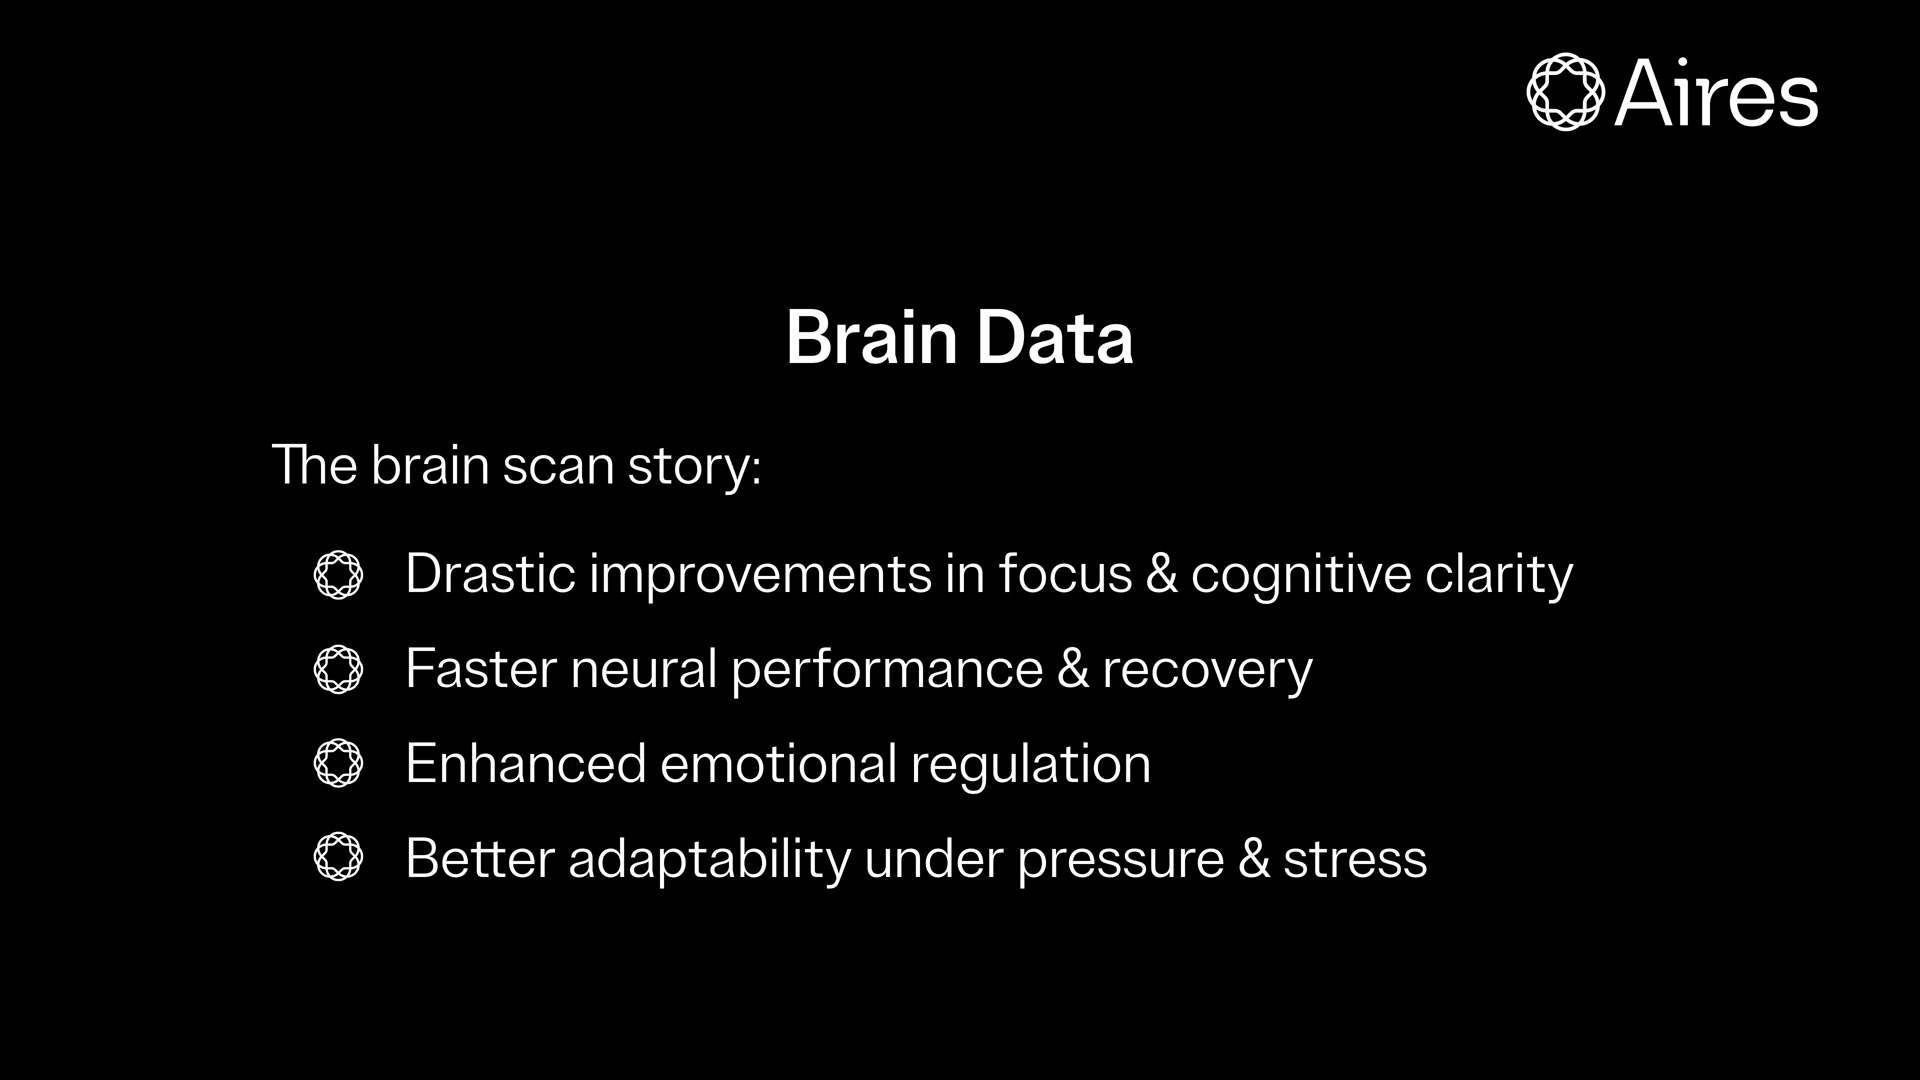 Aires
Brain Data
The brain scan story:
Drastic improvements in focus & cognitive clarity
Faster neural performance & recovery
Enhanced emotional regulation
Better adaptability under pressure & stress